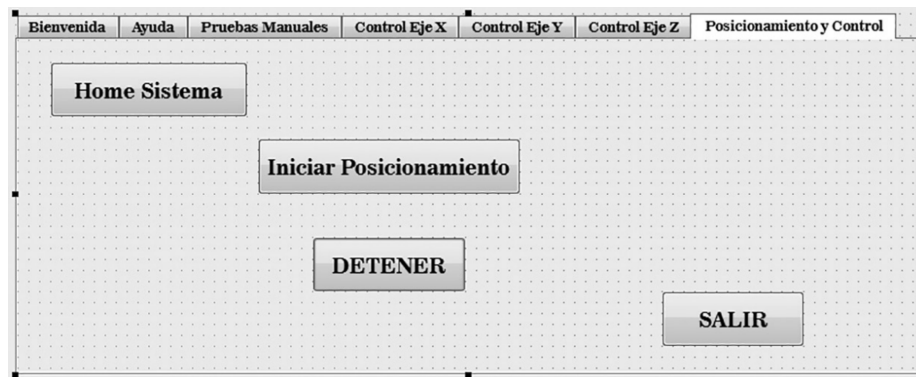 Bienvenida Ayuda Pruebas Manuales Control Eje X Control Eje Y Control Eje Z Posicionamiento y Control
Home Sistema
Iniciar Posicionamiento
DETENER
SALIR